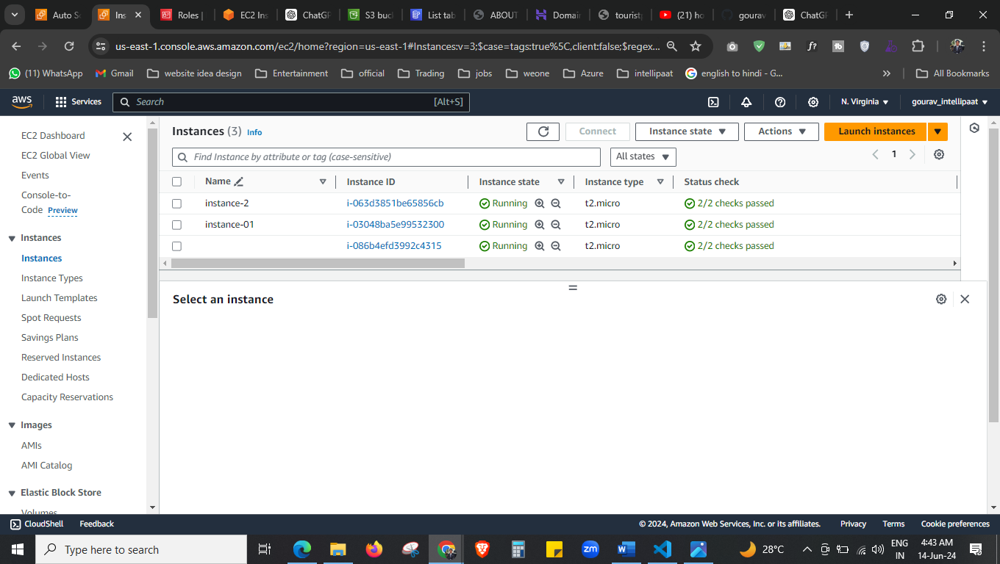 Auto Sc
Ins
Roles |
EC2 Ins
ChatGP
S3 buc
List tab
ABOUT
Domai
tourist
(21) ho
gourav
ChatGP
us-east-1.console.aws.amazon.com/ec2/home?region=us-east-1#Instances:v=3;$case=tags:true%5C,client:false;$regex...
(11) WhatsApp
Gmail
website idea design
Entertainment
official
Trading
jobs
weone
Azure
intellipaat
english to hindi - G...
All Bookmarks
aws
Services
Search
[Alt+S]
N. Virginia
gourav_intellipaat
EC2 Dashboard
EC2 Global View
Events
Console-to-
Code Preview
Instances
Instances
Instance Types
Launch Templates
Spot Requests
Savings Plans
Reserved Instances
Dedicated Hosts
Capacity Reservations
Images
AMIs
AMI Catalog
Elastic Block Store
Volumes
Instances (3) Info
Connect
Instance state
Actions
Launch instances
Find Instance by attribute or tag (case-sensitive)
All states
1
Name Instance ID Instance state Instance type Status check
instance-2 i-063d3851be65856cb Running t2.micro 2/2 checks passed
instance-01 i-03048ba5e99532300 Running t2.micro 2/2 checks passed
i-086b4efd3992c4315 Running t2.micro 2/2 checks passed
Select an instance
CloudShell Feedback
© 2024, Amazon Web Services, Inc. or its affiliates. Privacy Terms Cookie preferences
Type here to search
zm
28°C
ENG
IN
4:43 AM
14-Jun-24